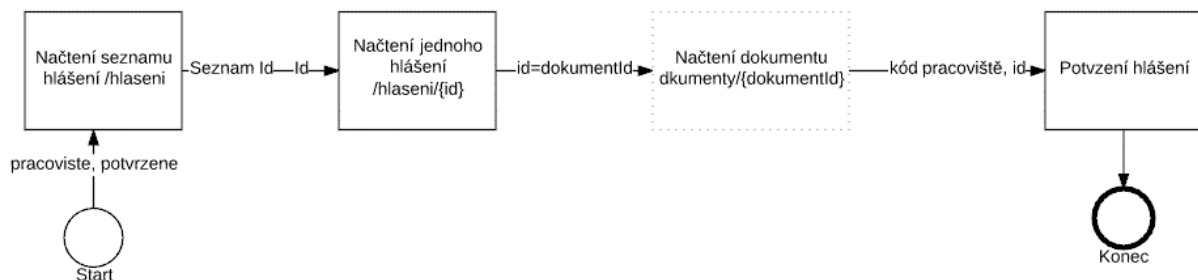 Načtení seznamu
hlášení /hlaseni
Seznam Id
Id
Načtení jednoho
hlášení
/hlaseni/{id}
id=dokumentId
Načtení dokumentu
dkumenty/{dokumentId}
kód pracoviště, id
Potvzení hlášení
pracoviste, potvrzene
Start
Konec